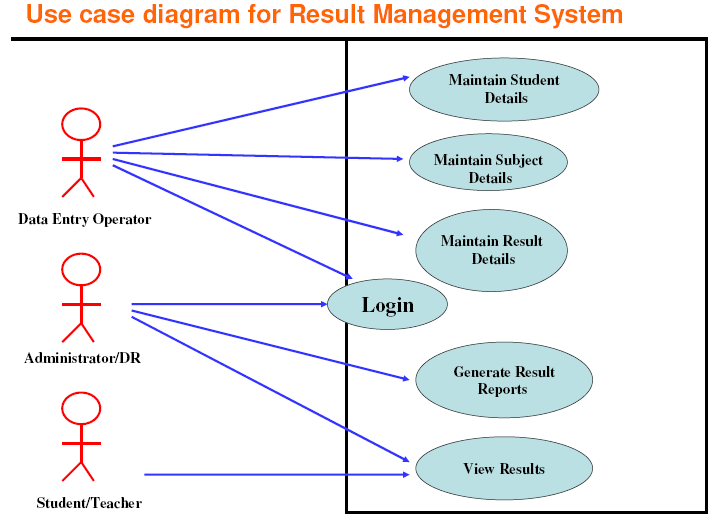 Use case diagram for Result Management System
Maintain Student
Details
Maintain Subject
Details
Data Entry Operator
Maintain Result
Details
Login
Administrator/DR
Generate Result
Reports
View Results
Student/Teacher